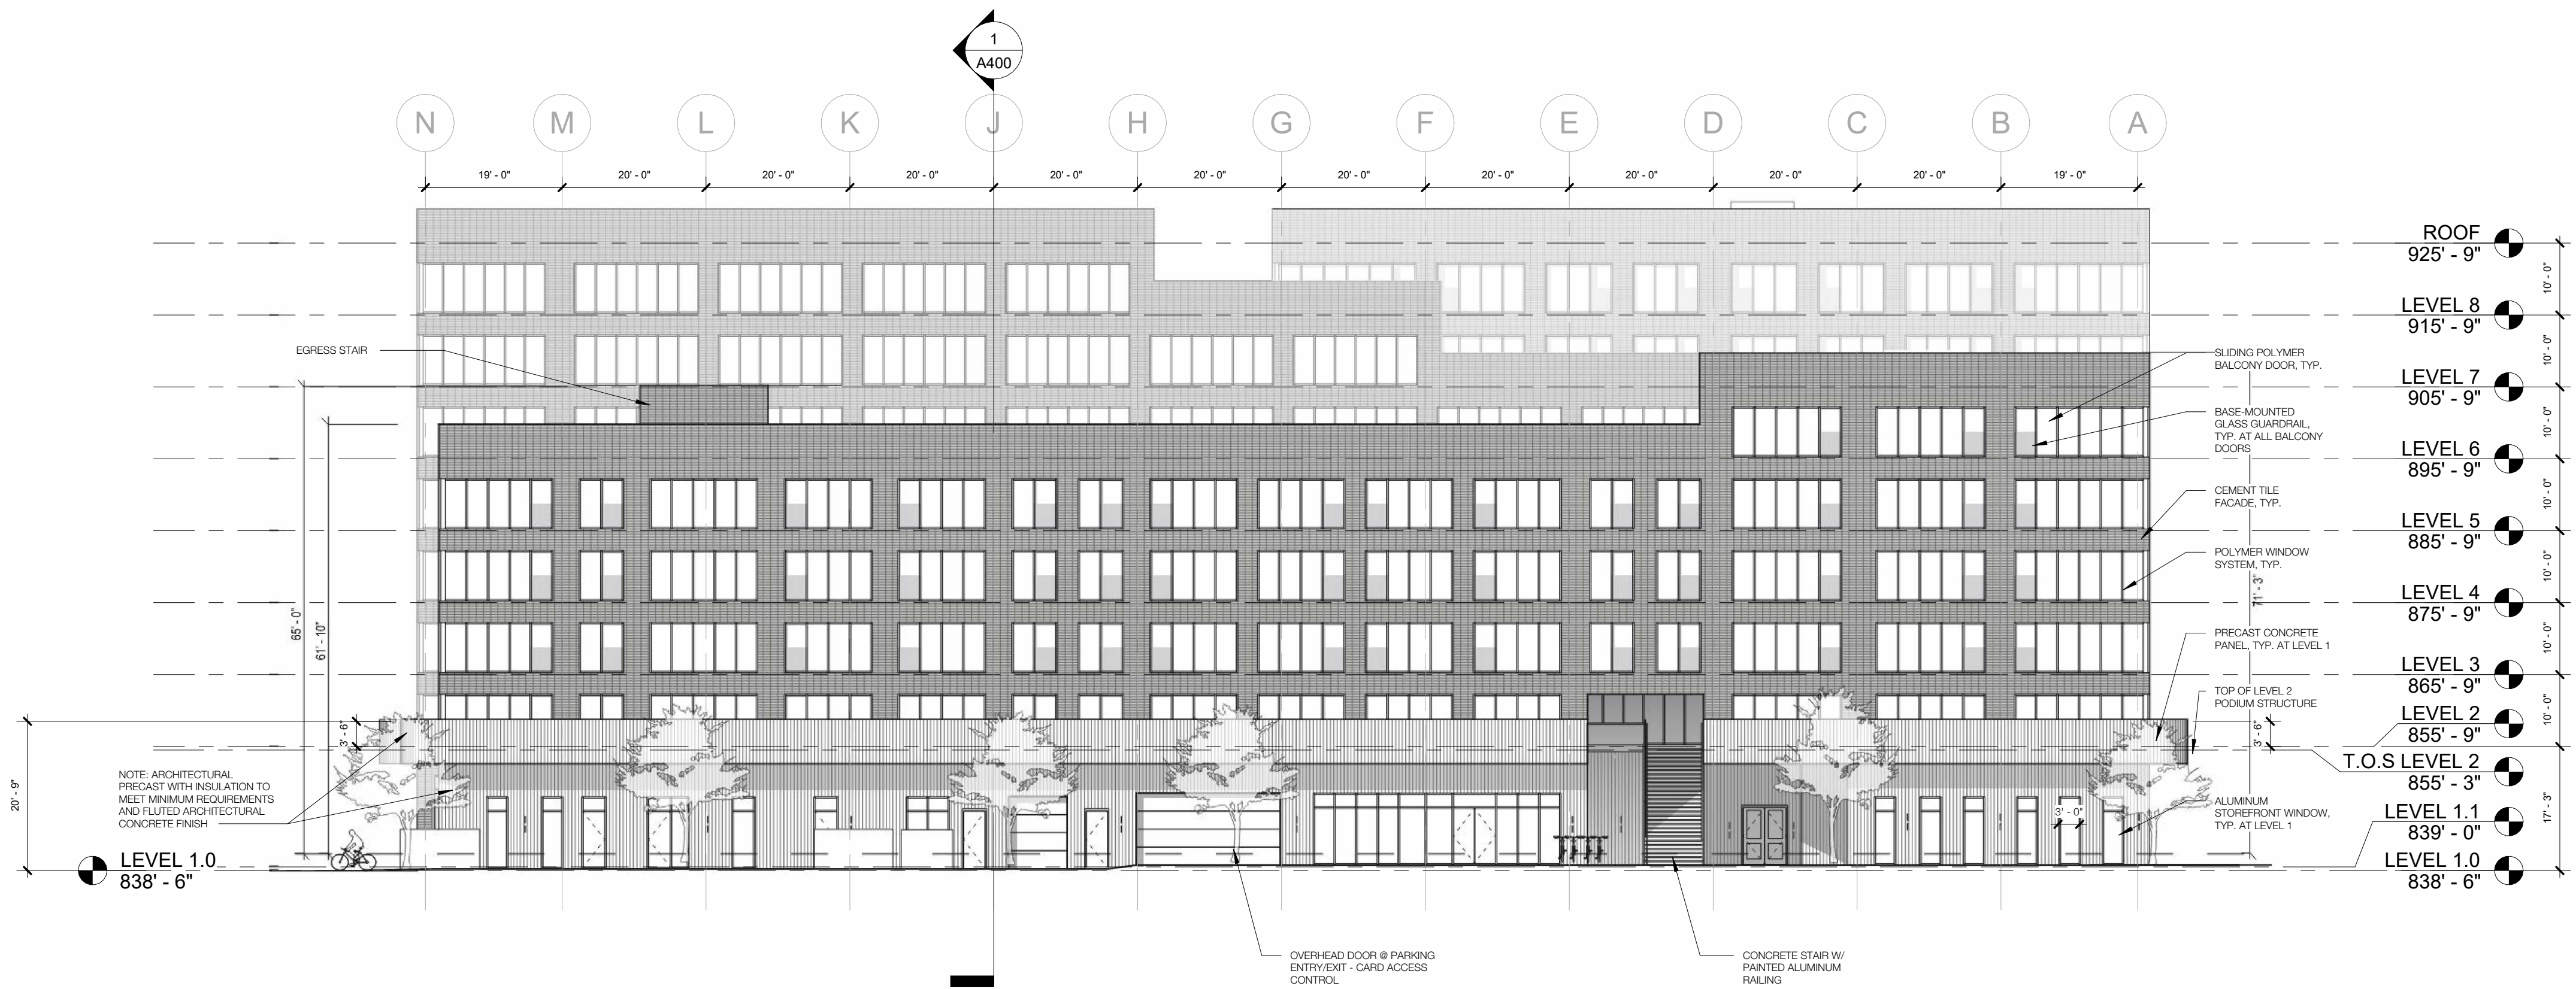 1
A400
N
M
L
K
J
H
G
F
E
D
C
B
A
19' - 0"
20' - 0"
20' - 0"
20' - 0"
20' - 0"
20' - 0"
20' - 0"
20' - 0"
20' - 0"
20' - 0"
20' - 0"
19' - 0"
ROOF
925' - 9"
10' - 0"
LEVEL 8
915' - 9"
10' - 0"
LEVEL 7
905' - 9"
10' - 0"
LEVEL 6
895' - 9"
10' - 0"
LEVEL 5
885' - 9"
10' - 0"
LEVEL 4
875' - 9"
10' - 0"
LEVEL 3
865' - 9"
10' - 0"
LEVEL 2
855' - 9"
T.O.S LEVEL 2
855' - 3"
17' - 3"
LEVEL 1.1
839' - 0"
LEVEL 1.0
838' - 6"
EGRESS STAIR
65' - 0"
61' - 10"
3' - 6"
20' - 9"
NOTE: ARCHITECTURAL
PRECAST WITH INSULATION TO
MEET MINIMUM REQUIREMENTS
AND FLUTED ARCHITECTURAL
CONCRETE FINISH
LEVEL 1.0
838' - 6"
SLIDING POLYMER
BALCONY DOOR, TYP.
BASE-MOUNTED
GLASS GUARDRAIL,
TYP. AT ALL BALCONY
DOORS
CEMENT TILE
FACADE, TYP.
POLYMER WINDOW
SYSTEM, TYP.
71' - 3"
PRECAST CONCRETE
PANEL, TYP. AT LEVEL 1
TOP OF LEVEL 2
PODIUM STRUCTURE
3' - 6"
ALUMINUM
STOREFRONT WINDOW,
TYP. AT LEVEL 1
3' - 0"
OVERHEAD DOOR @ PARKING
ENTRY/EXIT - CARD ACCESS
CONTROL
CONCRETE STAIR W/
PAINTED ALUMINUM
RAILING